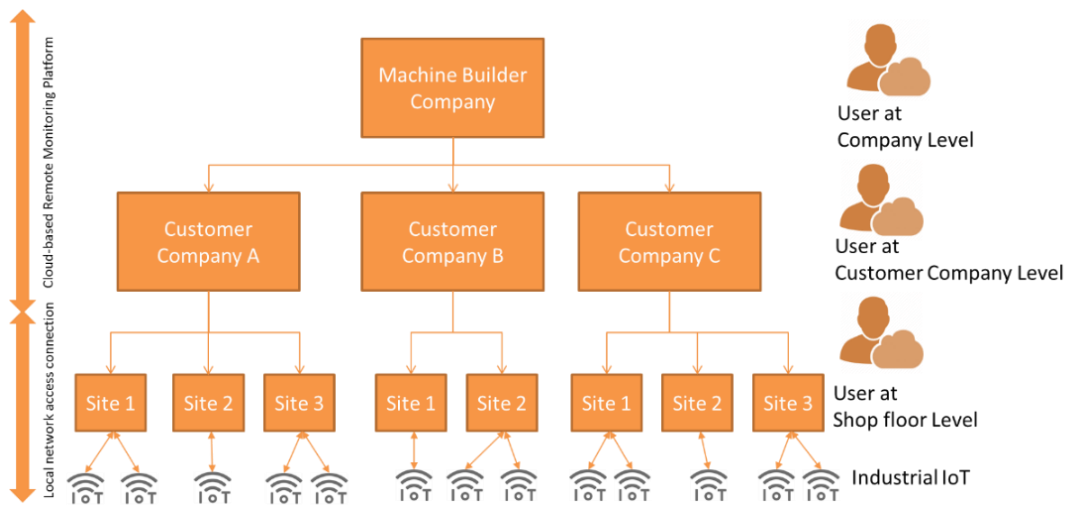 Cloud-based Remote Monitoring Platform
Local network access connection
Machine Builder
Company
User at
Company Level
Customer
Company A
Customer
Company B
Customer
Company C
User at
Customer Company Level
Site 1
Site 2
Site 3
Site 1
Site 2
Site 1
Site 2
Site 3
User at
Shop floor Level
IoT
IoT
IoT
IoT
IoT
IoT
IoT
IoT
IoT
IoT
IoT
IoT
IoT
Industrial IoT